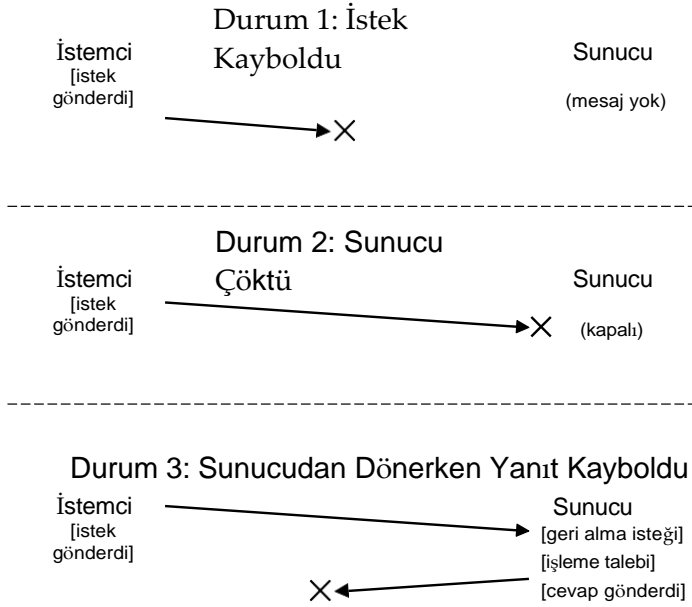 Durum 1: İstek
Kayboldu
İstemci
[istek
gönderdi]
Sunucu
(mesaj yok)
Durum 2: Sunucu
Çöktü
İstemci
[istek
gönderdi]
Sunucu
(kapalı)
Durum 3: Sunucudan Dönerken Yanıt Kayboldu
İstemci
[istek
gönderdi]
Sunucu
[geri alma isteği]
[işleme talebi]
[cevap gönderdi]